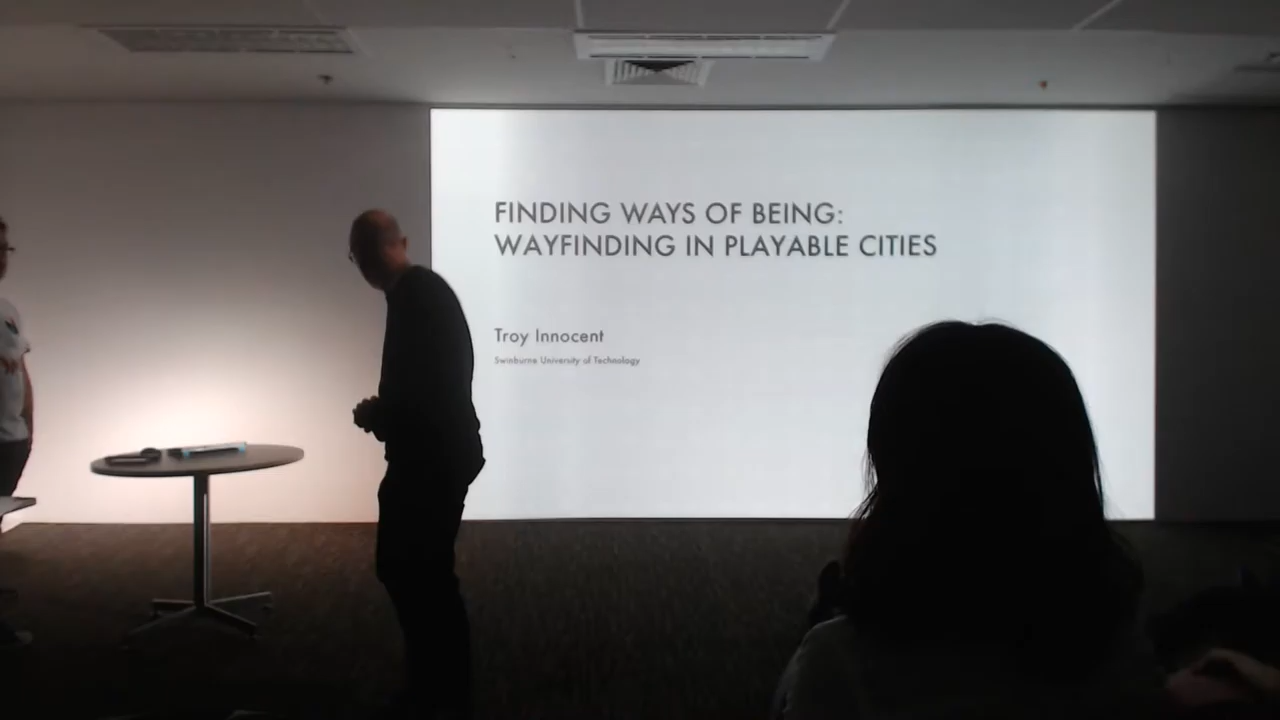 FINDING WAYS OF BEING:
WAYFINDING IN PLAYABLE CITIES
Troy Innocent
Swinburne University of Technology